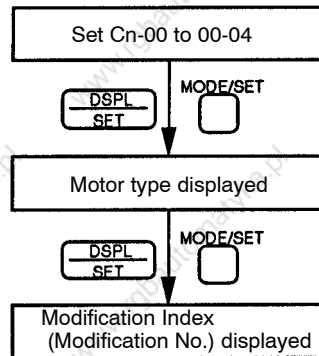 Set Cn-00 to 00-04
DSPL
SET
MODE/SET
Motor type displayed
DSPL
SET
MODE/SET
Modification Index
(Modification No.) displayed